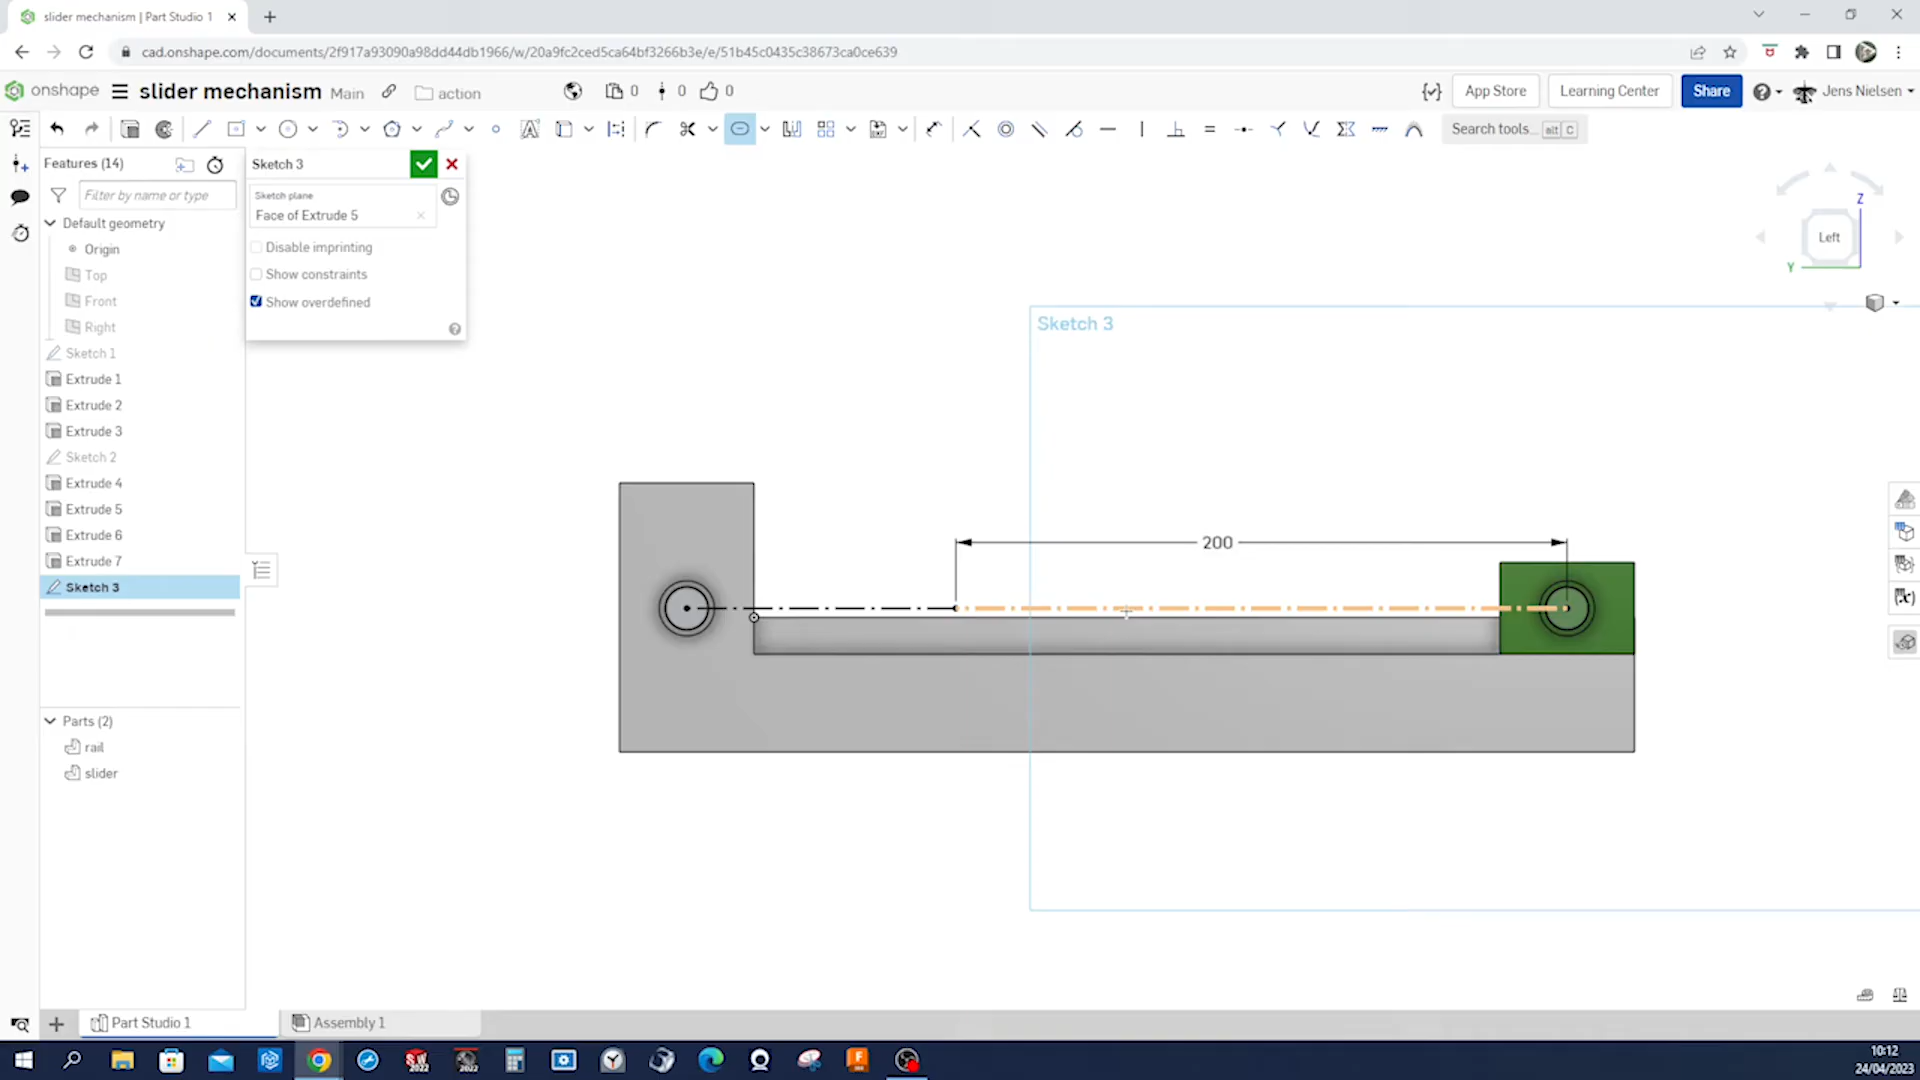 slider mechanism | Part Studio 1
cad.onshape.com/documents/2f917a93090a98dd44db1966/w/20a9fc2ced5ca64bf3266b3e/e/51b45c0435c38673ca0ce639
onshape
slider mechanism
Main
action
0
0
0
App Store
Learning Center
Share
Jens Nielsen
Search tools...
alt C
Features (14)
Filter by name or type
Default geometry
Origin
Top
Front
Right
Sketch 1
Extrude 1
Extrude 2
Extrude 3
Sketch 2
Extrude 4
Extrude 5
Extrude 6
Extrude 7
Sketch 3
Parts (2)
rail
slider
Sketch 3
Sketch plane
Face of Extrude 5
Disable imprinting
Show constraints
Show overdefined
Sketch 3
200
Z
Left
Y
Part Studio 1
Assembly 1
10:12
24/04/2023